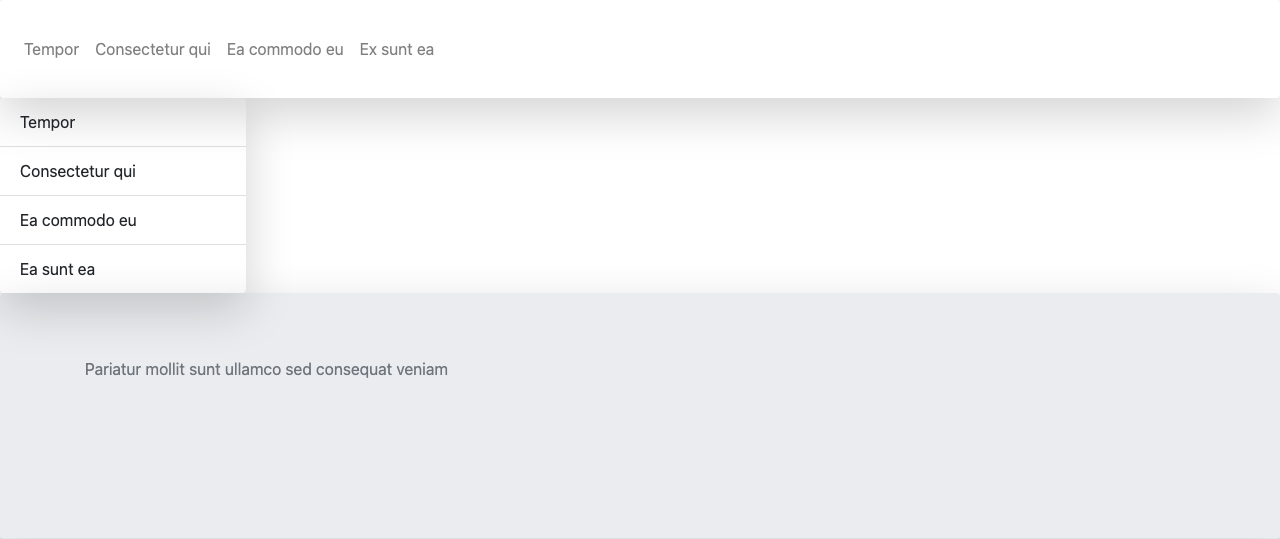 Tempor Consectetur qui Ea commodo eu Ex sunt ea
Tempor
Consectetur qui
Ea commodo eu
Ea sunt ea
Pariatur mollit sunt ullamco sed consequat veniam